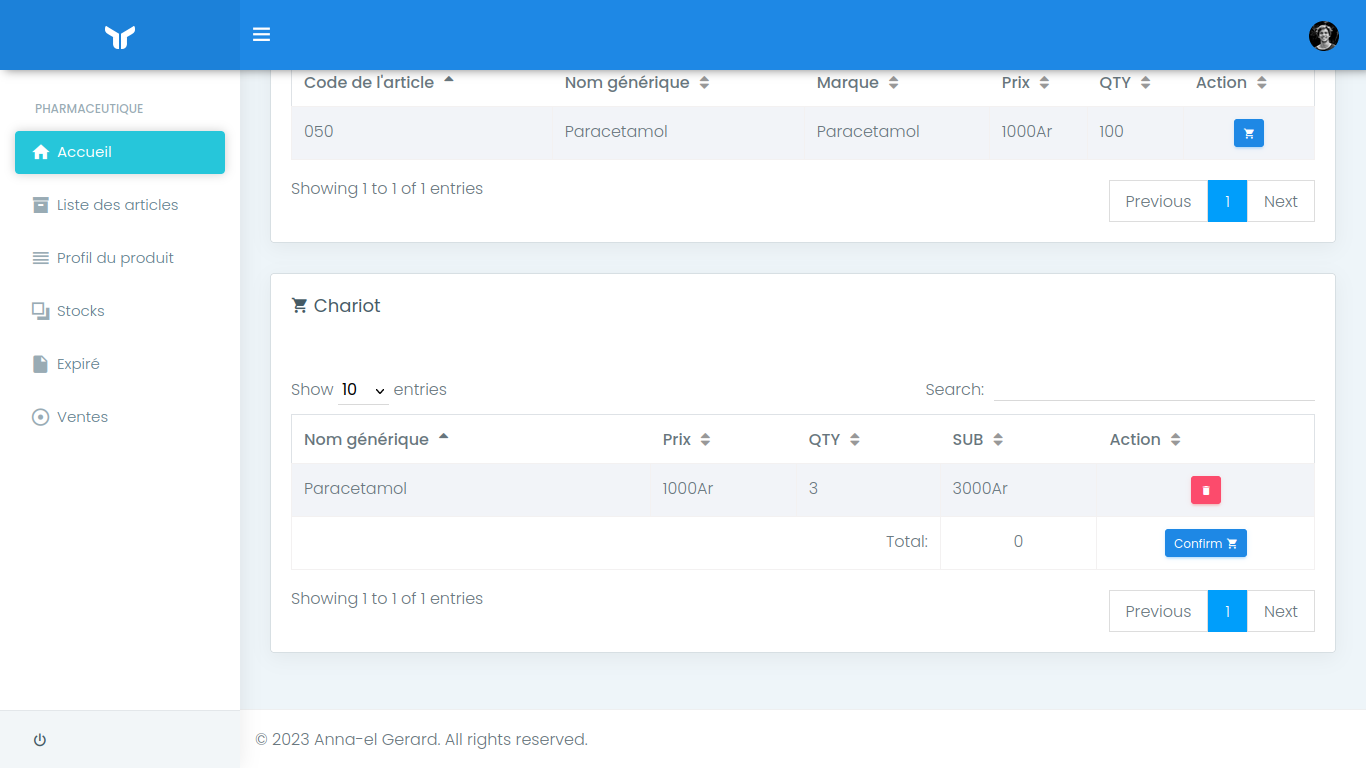 PHARMACEUTIQUE
Accueil
Liste des articles
Profil du produit
Stocks
Expiré
Ventes
Code de l'article Nom générique Marque Prix QTY Action
050 Paracetamol Paracetamol 1000Ar 100
Showing 1 to 1 of 1 entries
Previous 1 Next
Chariot
Show 10 entries Search:
Nom générique Prix QTY SUB Action
Paracetamol 1000Ar 3 3000Ar
Total: 0 Confirm
Showing 1 to 1 of 1 entries
Previous 1 Next
© 2023 Anna-el Gerard. All rights reserved.